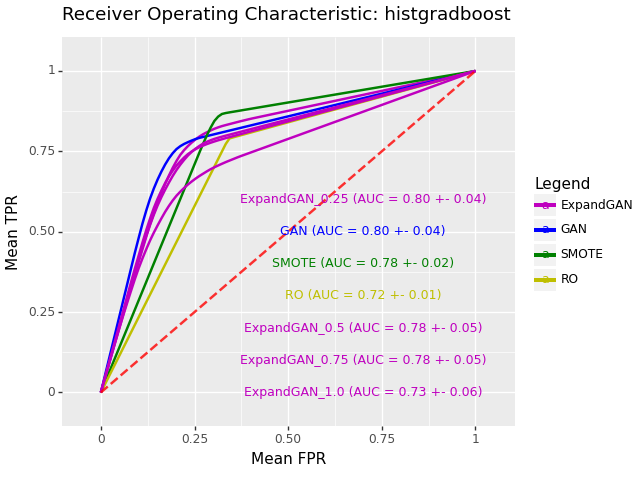 Receiver Operating Characteristic: histgradboost
1
0.75
0.50
0.25
0
Mean TPR
ExpandGAN_0.25 (AUC = 0.80 +- 0.04)
GAN (AUC = 0.80 +- 0.04)
SMOTE (AUC = 0.78 +- 0.02)
RO (AUC = 0.72 +- 0.01)
ExpandGAN_0.5 (AUC = 0.78 +- 0.05)
ExpandGAN_0.75 (AUC = 0.78 +- 0.05)
ExpandGAN_1.0 (AUC = 0.73 +- 0.06)
0
0.25
0.50
0.75
1
Mean FPR
Legend
a ExpandGAN
a GAN
a SMOTE
a RO